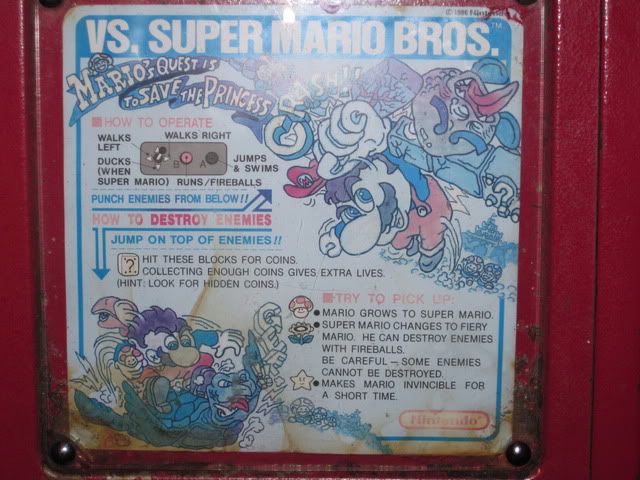 © 1986 Nintendo
VS. SUPER MARIO BROS.™
MARIO'S QUEST IS
TO SAVE THE PRINCESS
CRASH!!
HOW TO OPERATE
WALKS LEFT
WALKS RIGHT
DUCKS
(WHEN
SUPER MARIO)
B A
JUMPS
& SWIMS
RUNS/FIREBALLS
PUNCH ENEMIES FROM BELOW!!
HOW TO DESTROY ENEMIES
JUMP ON TOP OF ENEMIES!!
? HIT THESE BLOCKS FOR COINS.
COLLECTING ENOUGH COINS GIVES EXTRA LIVES.
(HINT: LOOK FOR HIDDEN COINS.)
TRY TO PICK UP:
● MARIO GROWS TO SUPER MARIO.
● SUPER MARIO CHANGES TO FIERY
MARIO. HE CAN DESTROY ENEMIES
WITH FIREBALLS.
BE CAREFUL — SOME ENEMIES
CANNOT BE DESTROYED.
● MAKES MARIO INVINCIBLE FOR
A SHORT TIME.
Nintendo